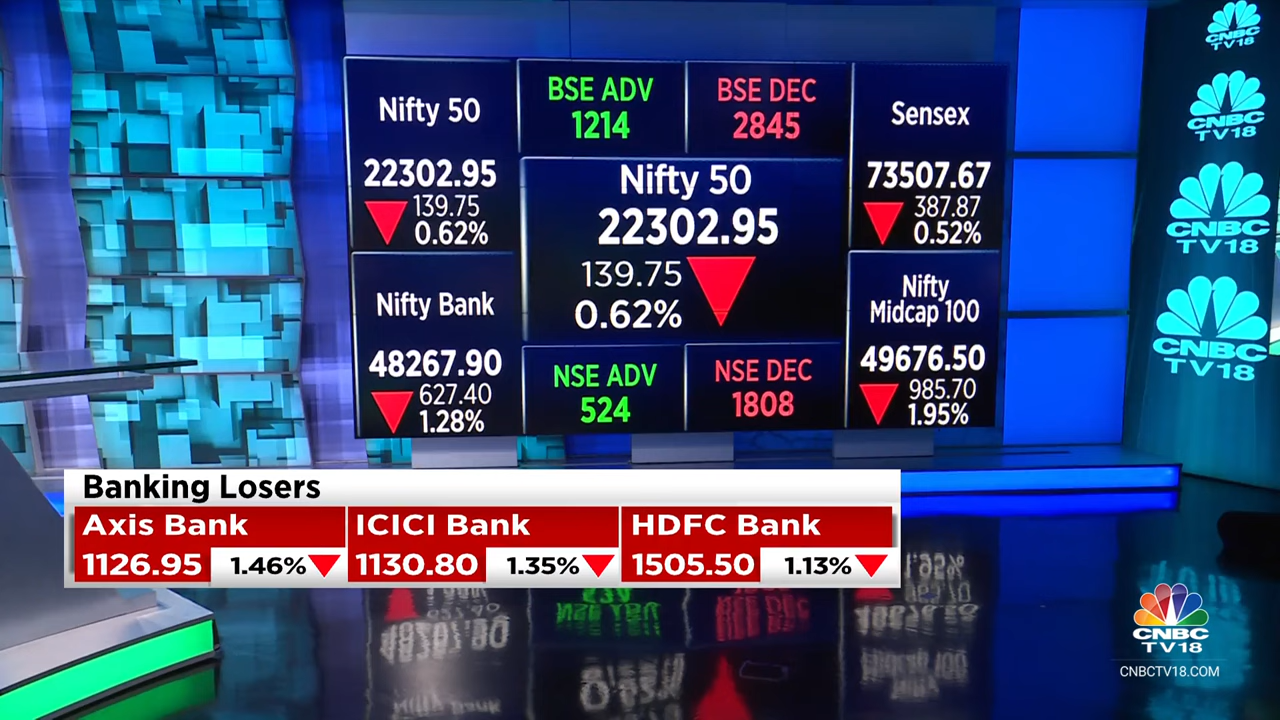 Nifty 50
22302.95
139.75
0.62%
Nifty Bank
48267.90
627.40
1.28%
BSE ADV
1214
BSE DEC
2845
Nifty 50
22302.95
139.75
0.62%
NSE ADV
524
NSE DEC
1808
Sensex
73507.67
387.87
0.52%
Nifty
Midcap 100
49676.50
985.70
1.95%
CNBC
TV18
CNBC
TV18
CNBC
TV18
CNBC
TV18
Banking Losers
Axis Bank
1126.95 1.46%
ICICI Bank
1130.80 1.35%
HDFC Bank
1505.50 1.13%
CNBC
TV18
CNBCTV18.COM